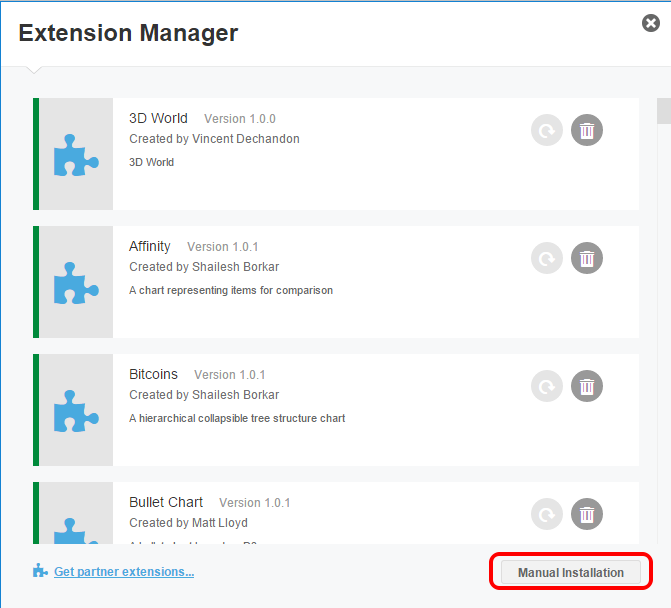 Extension Manager
3D World Version 1.0.0
Created by Vincent Dechandon
3D World
Affinity Version 1.0.1
Created by Shailesh Borkar
A chart representing items for comparison
Bitcoins Version 1.0.1
Created by Shailesh Borkar
A hierarchical collapsible tree structure chart
Bullet Chart Version 1.0.1
Created by Matt Lloyd
Get partner extensions...
Manual Installation